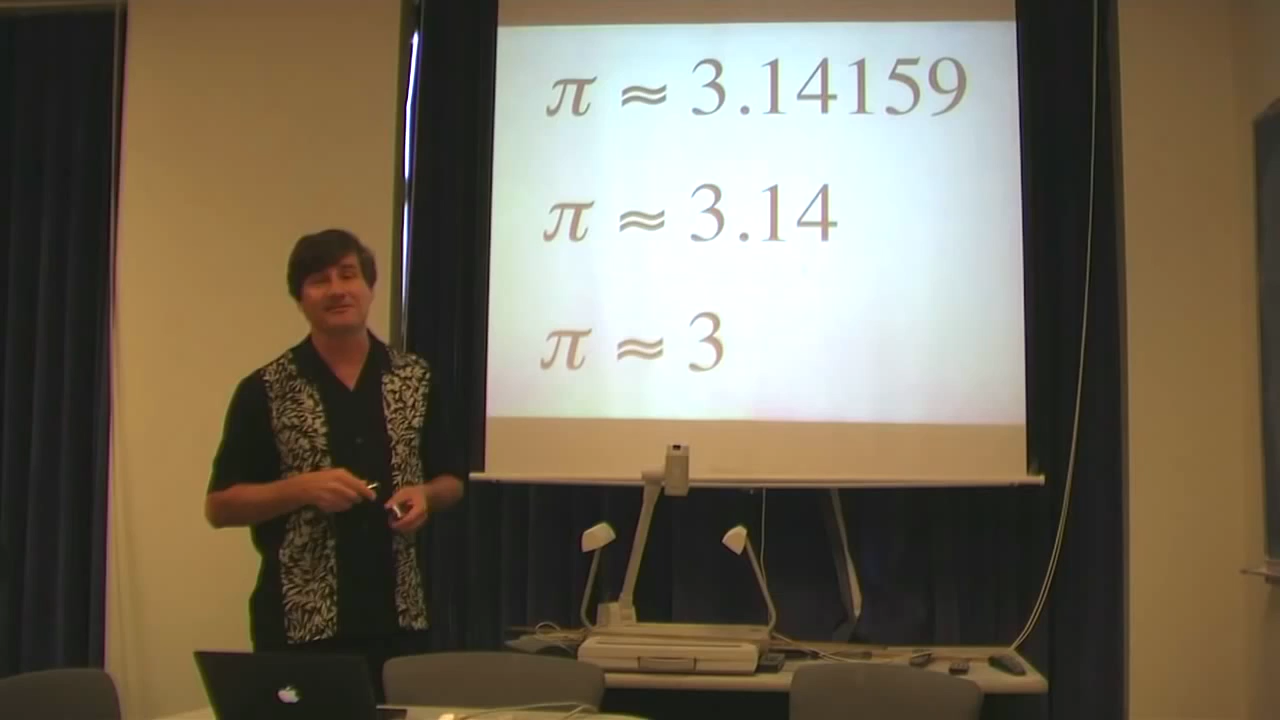 π ≈ 3.14159
π ≈ 3.14
π ≈ 3